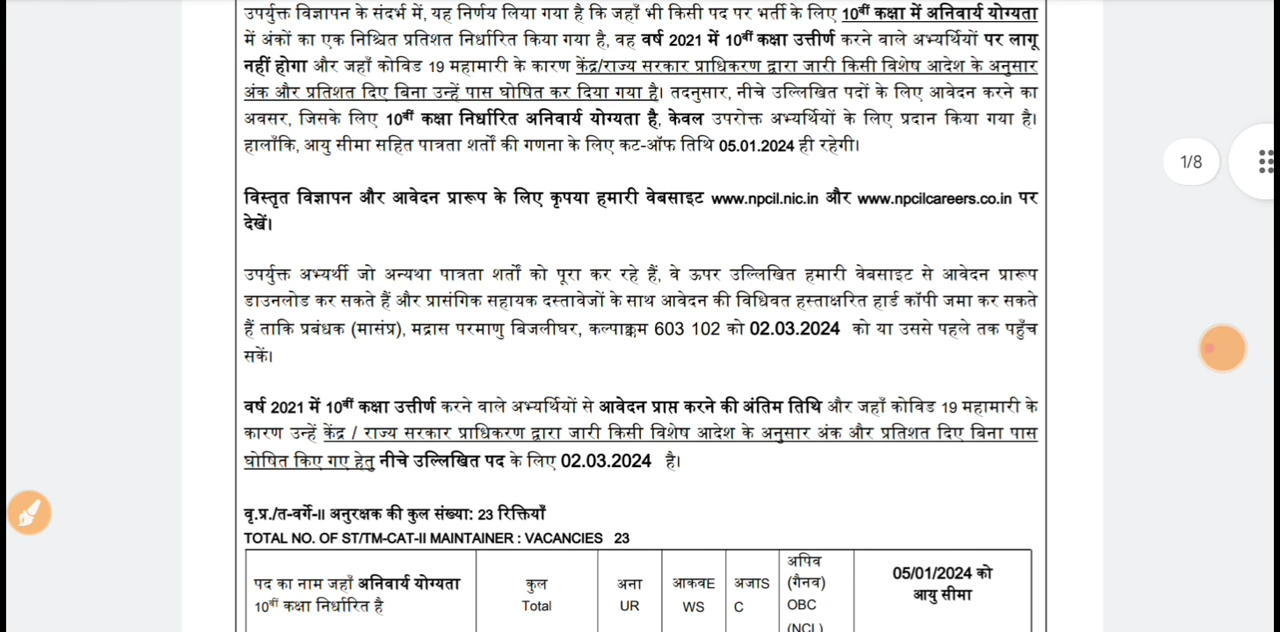 उपर्युक्त विज्ञापन के संदर्भ में, यह निर्णय लिया गया है कि जहाँ भी किसी पद पर भर्ती के लिए 10वीं कक्षा में अनिवार्य योग्यता
में अंकों का एक निश्चित प्रतिशत निर्धारित किया गया है, वह वर्ष 2021 में 10वीं कक्षा उत्तीर्ण करने वाले अभ्यर्थियों पर लागू
नहीं होगा और जहाँ कोविड 19 महामारी के कारण केंद्र/राज्य सरकार प्राधिकरण द्वारा जारी किसी विशेष आदेश के अनुसार
अंक और प्रतिशत दिए बिना उन्हें पास घोषित कर दिया गया है। तदनुसार, नीचे उल्लिखित पदों के लिए आवेदन करने का
अवसर, जिसके लिए 10वीं कक्षा निर्धारित अनिवार्य योग्यता है, केवल उपरोक्त अभ्यर्थियों के लिए प्रदान किया गया है।
हालाँकि, आयु सीमा सहित पात्रता शर्तों की गणना के लिए कट-ऑफ तिथि 05.01.2024 ही रहेगी।
1/8
विस्तृत विज्ञापन और आवेदन प्रारूप के लिए कृपया हमारी वेबसाइट www.npcil.nic.in और www.npcilcareers.co.in पर
देखें।
उपर्युक्त अभ्यर्थी जो अन्यथा पात्रता शर्तों को पूरा कर रहे हैं, वे ऊपर उल्लिखित हमारी वेबसाइट से आवेदन प्रारूप
डाउनलोड कर सकते हैं और प्रासंगिक सहायक दस्तावेजों के साथ आवेदन की विधिवत हस्ताक्षरित हार्ड कॉपी जमा कर सकते
हैं ताकि प्रबंधक (मासंप्र), मद्रास परमाणु बिजलीघर, कल्पाक्कम 603 102 को 02.03.2024 को या उससे पहले तक पहुँच
सकें।
वर्ष 2021 में 10वीं कक्षा उत्तीर्ण करने वाले अभ्यर्थियों से आवेदन प्राप्त करने की अंतिम तिथि और जहाँ कोविड 19 महामारी के
कारण उन्हें केंद्र / राज्य सरकार प्राधिकरण द्वारा जारी किसी विशेष आदेश के अनुसार अंक और प्रतिशत दिए बिना पास
घोषित किए गए हेतु नीचे उल्लिखित पद के लिए 02.03.2024 है।
वृ.प्र./त-वर्गे-II अनुरक्षक की कुल संख्या: 23 रिक्तियाँ
TOTAL NO. OF ST/TM-CAT-II MAINTAINER : VACANCIES 23
पद का नाम जहाँ अनिवार्य योग्यता
10वीं कक्षा निर्धारित है
कुल
Total
अना
UR
आकवE
WS
अजाS
C
अपिव
(गैनव)
OBC
(NCL)
05/01/2024 को
आयु सीमा